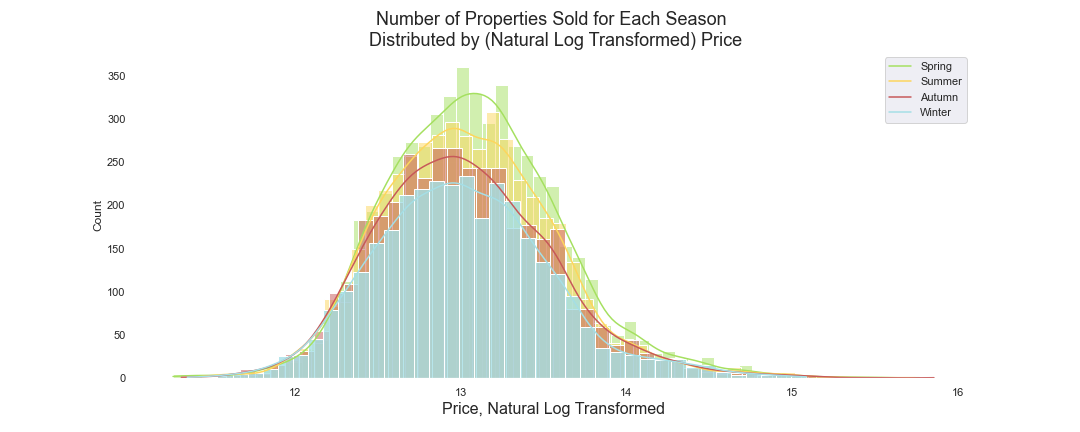 Number of Properties Sold for Each Season
Distributed by (Natural Log Transformed) Price
Spring
Summer
Autumn
Winter
Count
350
300
250
200
150
100
50
0
12
13
14
15
16
Price, Natural Log Transformed